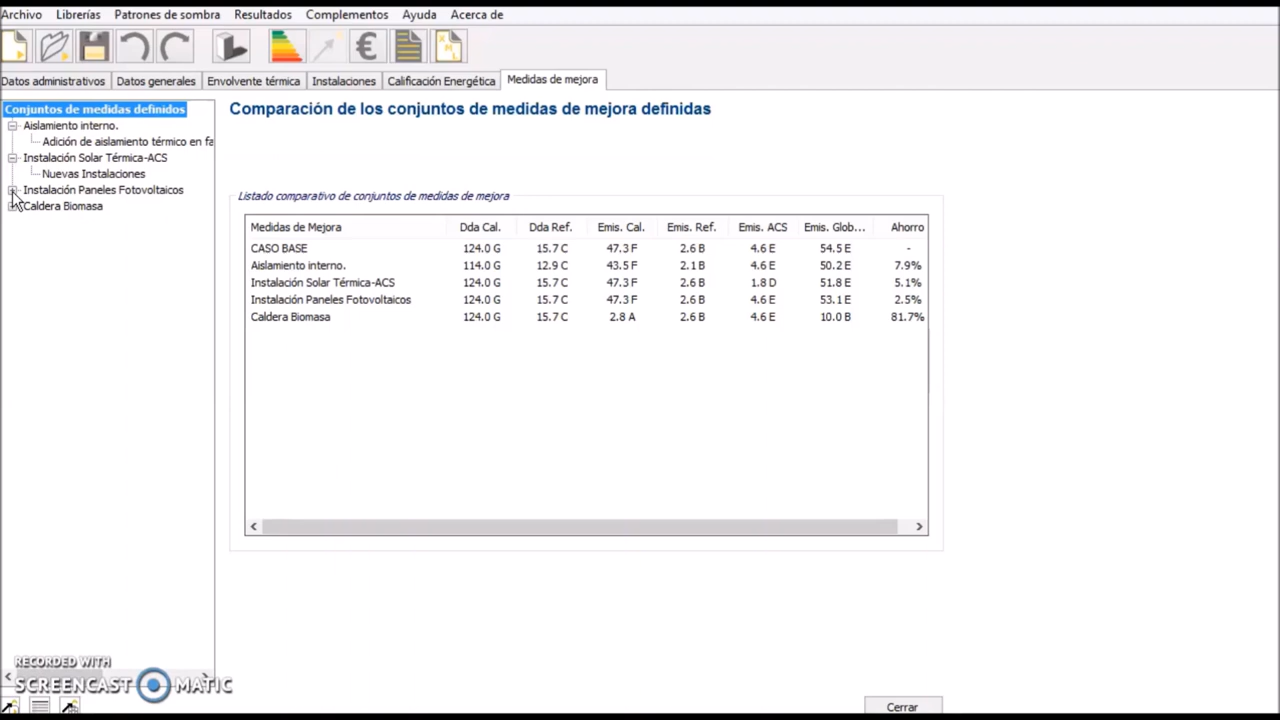 Archivo Librerías Patrones de sombra Resultados Complementos Ayuda Acerca de
Datos administrativos Datos generales Envolvente térmica Instalaciones Calificación Energética Medidas de mejora
Conjuntos de medidas definidos
Aislamiento interno.
Adición de aislamiento térmico en fa
Instalación Solar Térmica-ACS
Nuevas Instalaciones
Instalación Paneles Fotovoltaicos
Caldera Biomasa
Comparación de los conjuntos de medidas de mejora definidas
Listado comparativo de conjuntos de medidas de mejora
Medidas de Mejora Dda Cal. Dda Ref. Emis. Cal. Emis. Ref. Emis. ACS Emis. Glob... Ahorro
CASO BASE 124.0 G 15.7 C 47.3 F 2.6 B 4.6 E 54.5 E -
Aislamiento interno. 114.0 G 12.9 C 43.5 F 2.1 B 4.6 E 50.2 E 7.9%
Instalación Solar Térmica-ACS 124.0 G 15.7 C 47.3 F 2.6 B 1.8 D 51.8 E 5.1%
Instalación Paneles Fotovoltaicos 124.0 G 15.7 C 47.3 F 2.6 B 4.6 E 53.1 E 2.5%
Caldera Biomasa 124.0 G 15.7 C 2.8 A 2.6 B 4.6 E 10.0 B 81.7%
RECORDED WITH
SCREENCAST MATIC
Cerrar